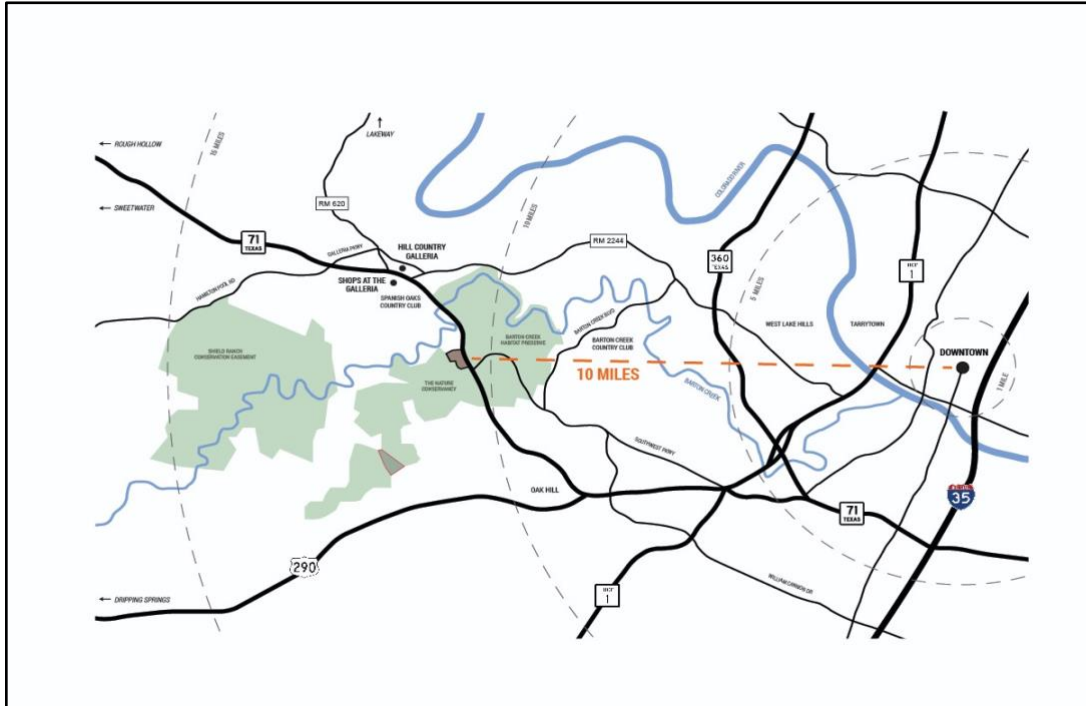 ← ROUGH HOLLOW
← SWEETWATER
15 MILES
↑
LAKEWAY
RM 620
71
TEXAS
GALLERIA PKWY
HILL COUNTRY
GALLERIA
SHOPS AT THE
GALLERIA
SPANISH OAKS
COUNTRY CLUB
HAMILTON POOL RD
10 MILES
RM 2244
COLORADO RIVER
360
TEXAS
1
5 MILES
WEST LAKE HILLS
TARRYTOWN
DOWNTOWN
1 MILE
SHIELD RANCH
CONSERVATION EASEMENT
BARTON CREEK
HABITAT PRESERVE
BARTON CREEK BLVD
BARTON CREEK
COUNTRY CLUB
10 MILES
THE NATURE
CONSERVANCY
BARTON CREEK
SOUTHWEST PKWY
OAK HILL
71
TEXAS
35
290
WILLIAM CANNON DR
1
← DRIPPING SPRINGS